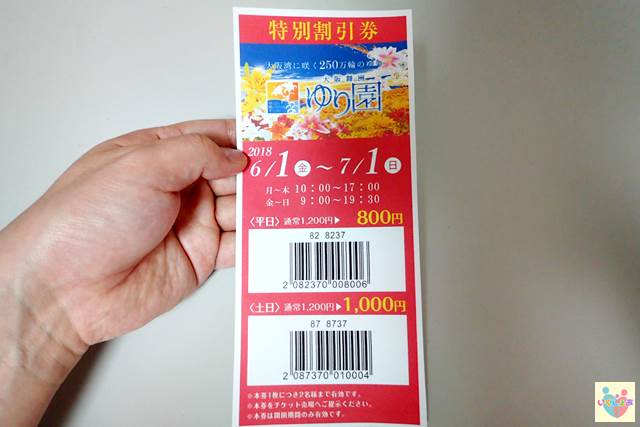 特別割引券
大阪湾に咲く250万輪のゆり
大阪舞洲
ゆり園
2018
6/1金～7/1日
月～木 10：00～17：00
金～日 9：00～19：30
〈平日〉通常1,200円▶800円
82 8237
2 082370 008006
〈土日〉通常1,200円▶1,000円
87 8737
2 087370 010004
※本券1枚につき2名様まで有効です。
※本券をチケット売場へご提示ください。
※本券は開園期間のみ有効です。